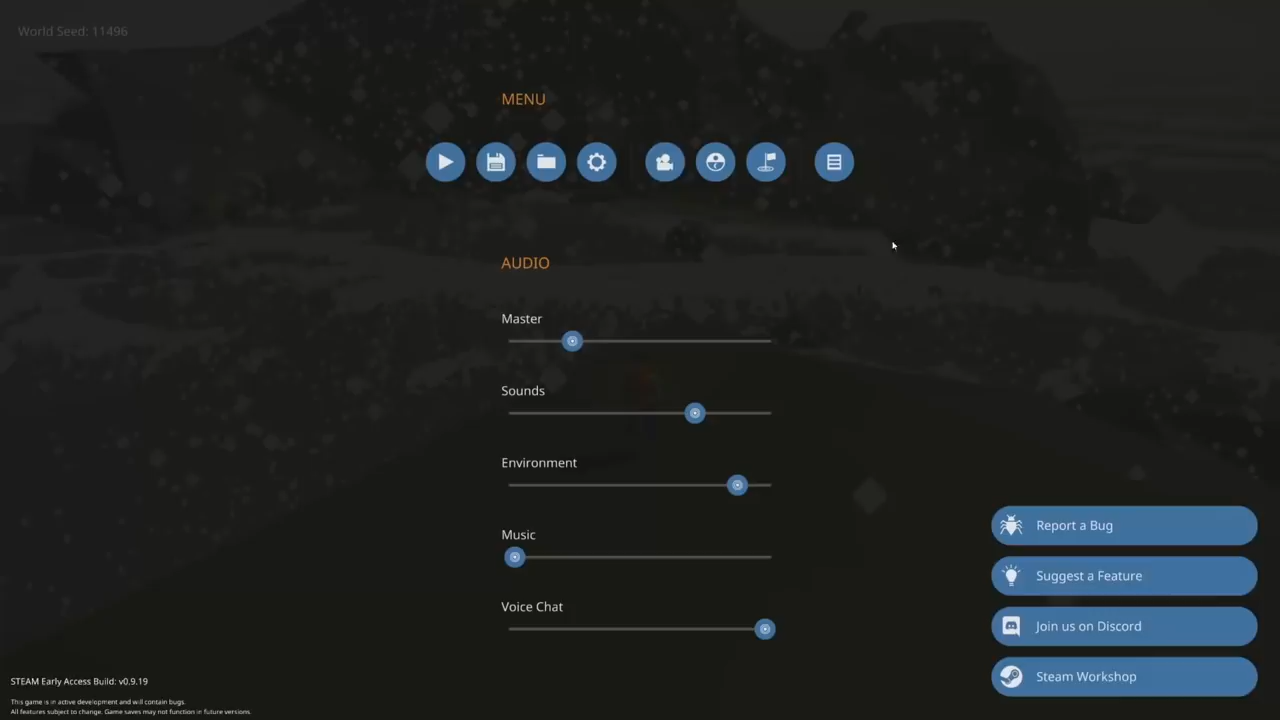 World Seed: 11496
MENU
AUDIO
Master
Sounds
Environment
Music
Voice Chat
Report a Bug
Suggest a Feature
Join us on Discord
Steam Workshop
STEAM Early Access Build: v0.9.19
This game is in active development and will contain bugs.
All features subject to change. Game saves may not function in future versions.